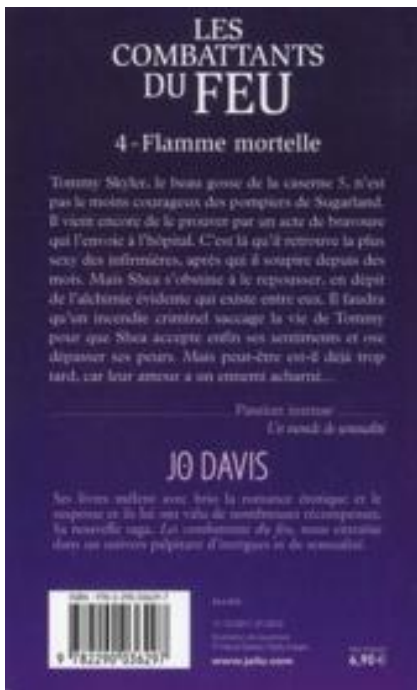 LES
COMBATTANTS
DU FEU
4 - Flamme mortelle
Tommy Skyler, le beau gosse de la caserne 5, n'est
pas le moins courageux des pompiers de Sugarland.
Il vient encore de le prouver par un acte de bravoure
qui l'envoie à l'hôpital. C'est là qu'il retrouve la plus
sexy des infirmières, après qui il soupire depuis des
mois. Mais Shea s'obstine à le repousser, en dépit
de l'alchimie évidente qui existe entre eux. Il faudra
qu'un incendie criminel saccage la vie de Tommy
pour que Shea accepte enfin ses sentiments et ose
dépasser ses peurs. Mais peut-être est-il déjà trop
tard, car leur amour a un ennemi acharné...
Passion intense
Un monde de sensualité
JO DAVIS
Ses livres mêlent avec brio la romance érotique et le
suspense et ils lui ont valu de nombreuses récompenses.
Sa nouvelle saga, Les combattants du feu, nous entraîne
dans un univers palpitant d'intrigues et de sensualité.
9 782290 056297
www.jailu.com
6,90 €